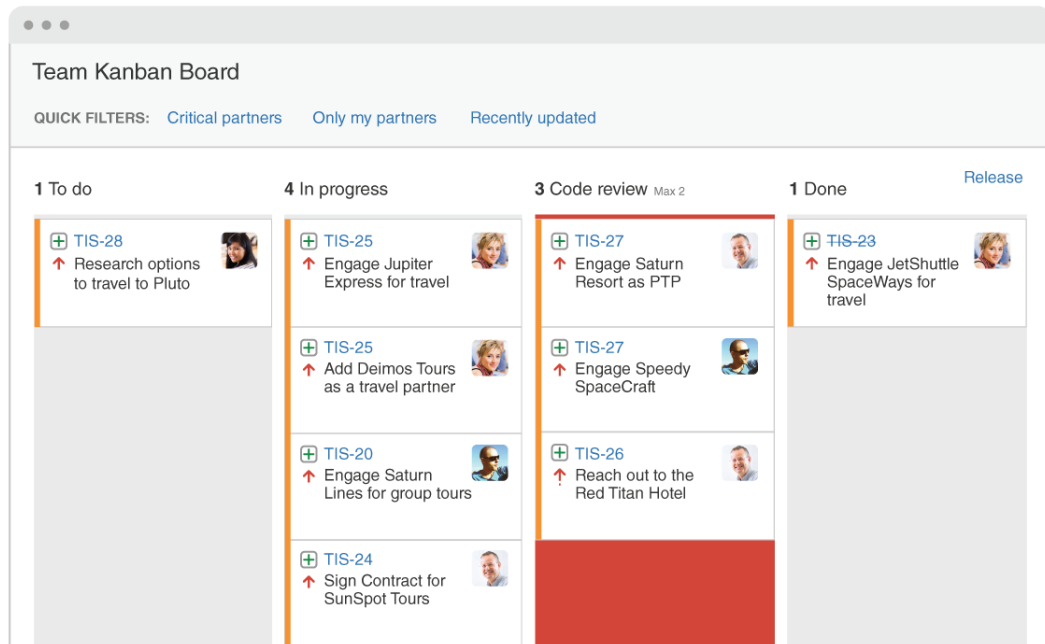 Team Kanban Board
QUICK FILTERS: Critical partners Only my partners Recently updated
Release
1 To do
TIS-28
Research options
to travel to Pluto
4 In progress
TIS-25
Engage Jupiter
Express for travel
TIS-25
Add Deimos Tours
as a travel partner
TIS-20
Engage Saturn
Lines for group tours
TIS-24
Sign Contract for
SunSpot Tours
3 Code review Max 2
TIS-27
Engage Saturn
Resort as PTP
TIS-27
Engage Speedy
SpaceCraft
TIS-26
Reach out to the
Red Titan Hotel
1 Done
TIS-23
Engage JetShuttle
SpaceWays for
travel